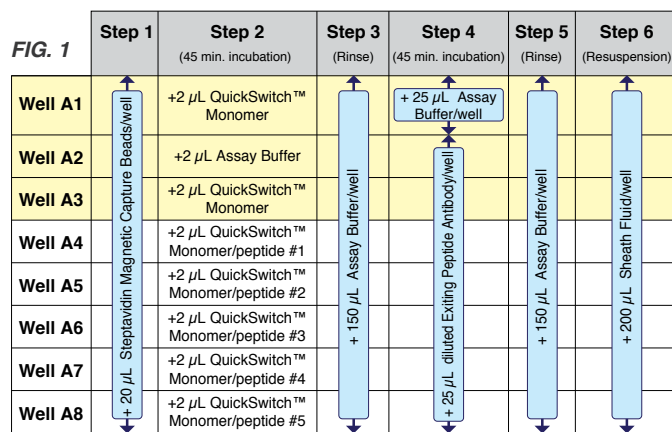 FIG. 1
Step 1
Step 2
(45 min. incubation)
Step 3
(Rinse)
Step 4
(45 min. incubation)
Step 5
(Rinse)
Step 6
(Resuspension)
Well A1
+2 µL QuickSwitch™
Monomer
+ 25 µL Assay
Buffer/well
Well A2
+2 µL Assay Buffer
Well A3
+2 µL QuickSwitch™
Monomer
Well A4
+2 µL QuickSwitch™
Monomer/peptide #1
Well A5
+2 µL QuickSwitch™
Monomer/peptide #2
Well A6
+2 µL QuickSwitch™
Monomer/peptide #3
Well A7
+2 µL QuickSwitch™
Monomer/peptide #4
Well A8
+2 µL QuickSwitch™
Monomer/peptide #5
+ 20 µL Steptavidin Magnetic Capture Beads/well
+ 150 µL Assay Buffer/well
+ 25 µL diluted Exiting Peptide Antibody/well
+ 150 µL Assay Buffer/well
+ 200 µL Sheath Fluid/well